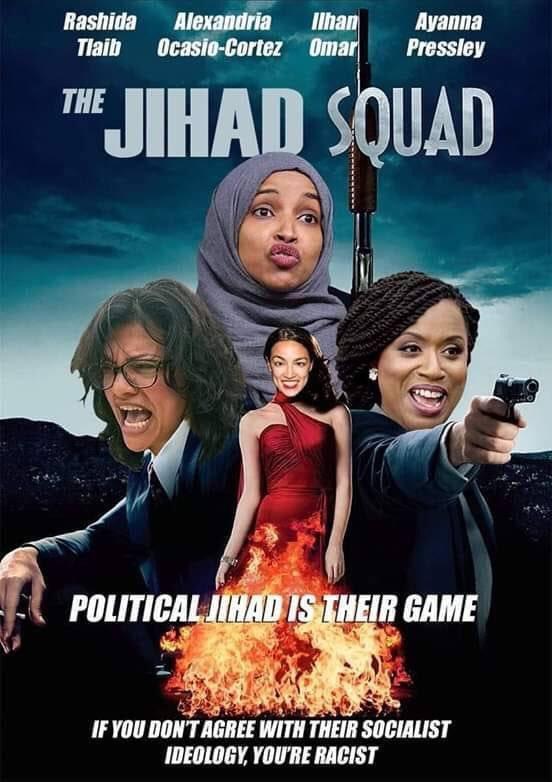 Rashida Alexandria Ilhan Ayanna
Tlaib Ocasio-Cortez Omar Pressley
THE JIHAD SQUAD
POLITICAL JIHAD IS THEIR GAME
IF YOU DON'T AGREE WITH THEIR SOCIALIST
IDEOLOGY, YOU'RE RACIST